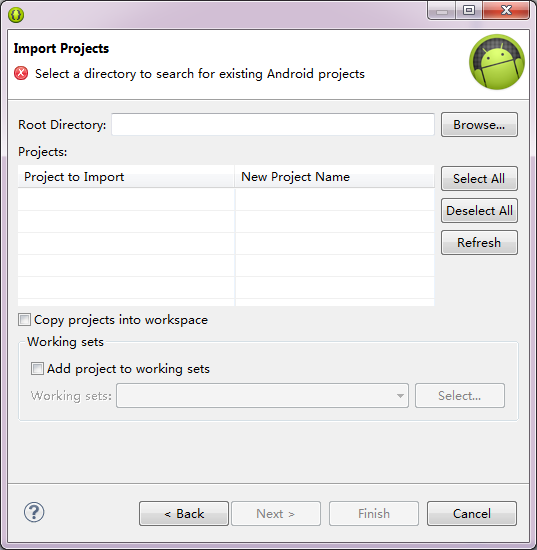 Import Projects
Select a directory to search for existing Android projects
Root Directory:
Browse...
Projects:
Project to Import
New Project Name
Select All
Deselect All
Refresh
Copy projects into workspace
Working sets
Add project to working sets
Working sets:
Select...
< Back
Next >
Finish
Cancel